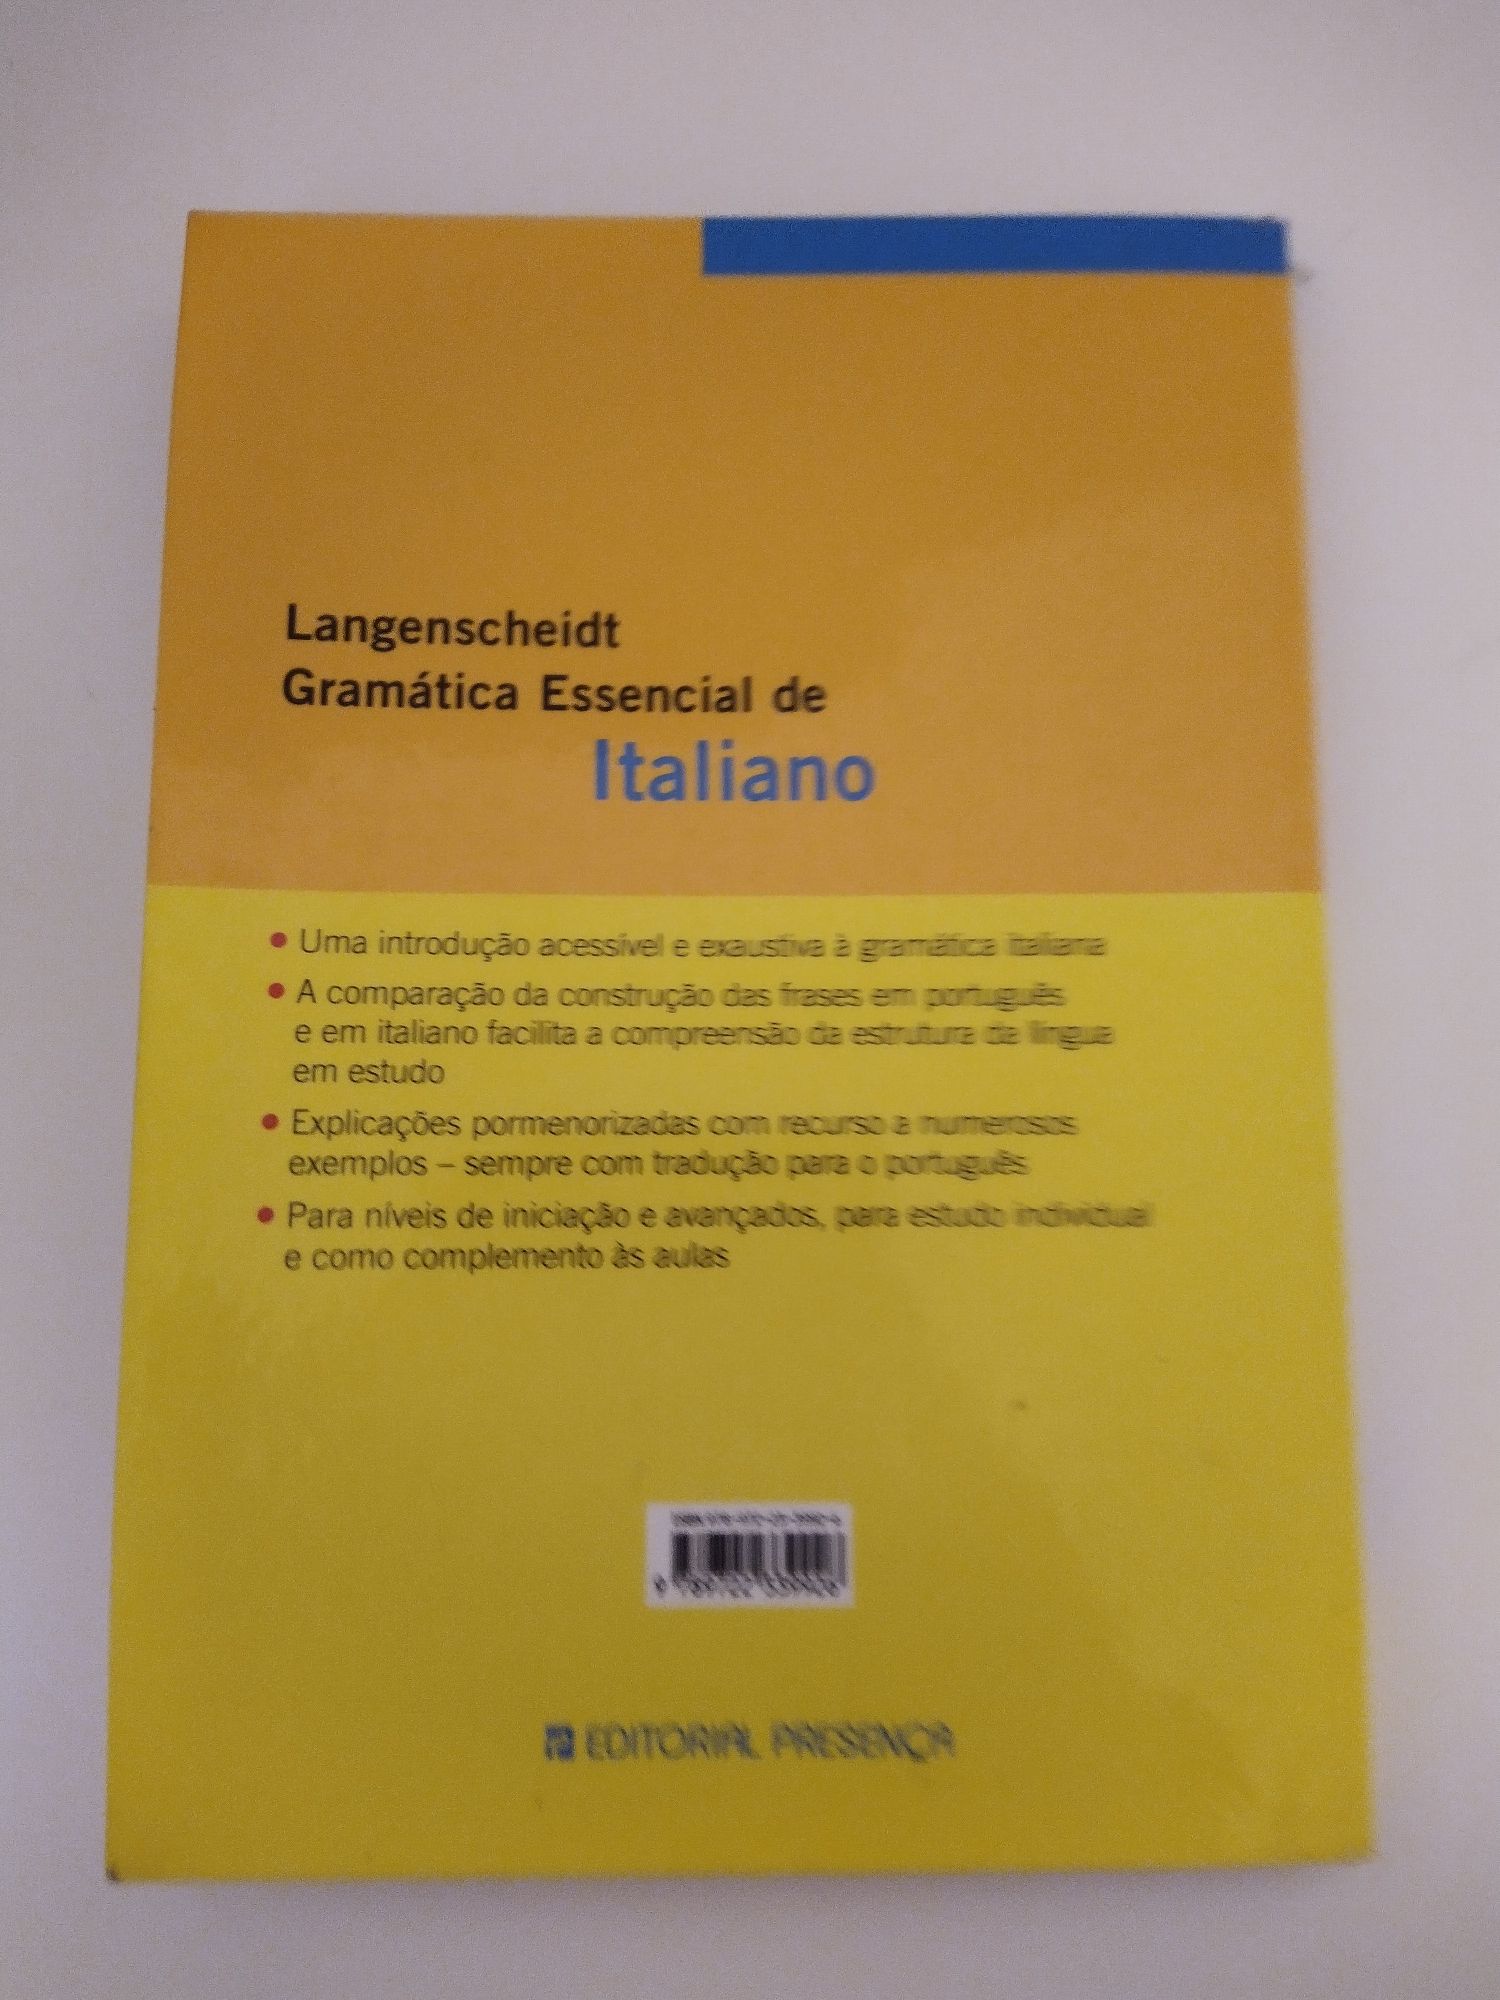 Langenscheidt
Gramática Essencial de
Italiano
• Uma introdução acessível e exaustiva à gramática italiana
• A comparação da construção das frases em português
e em italiano facilita a compreensão da estrutura da língua
em estudo
• Explicações pormenorizadas com recurso a numerosos
exemplos – sempre com tradução para o português
• Para níveis de iniciação e avançados, para estudo individual
e como complemento às aulas
EDITORIAL PRESENÇA